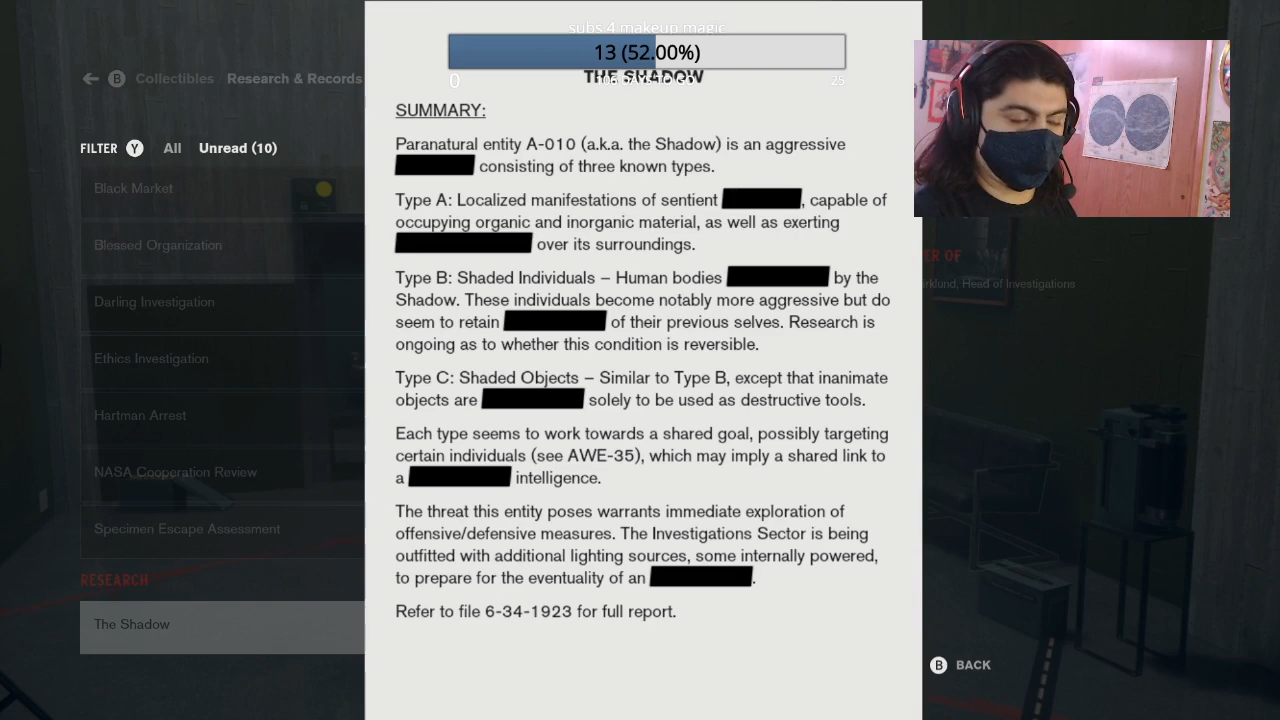 subs 4 makeup magic
13 (52.00%)
0
25
THE SHADOW
Collectibles
Research & Records
FILTER Y All Unread (10)
Black Market
Blessed Organization
Darling Investigation
Ethics Investigation
Hartman Arrest
NASA Cooperation Review
Specimen Escape Assessment
RESEARCH
The Shadow
SUMMARY:
Paranatural entity A-010 (a.k.a. the Shadow) is an aggressive
consisting of three known types.
Type A: Localized manifestations of sentient , capable of
occupying organic and inorganic material, as well as exerting
over its surroundings.
Type B: Shaded Individuals – Human bodies by the
Shadow. These individuals become notably more aggressive but do
seem to retain of their previous selves. Research is
ongoing as to whether this condition is reversible.
Type C: Shaded Objects – Similar to Type B, except that inanimate
objects are solely to be used as destructive tools.
Each type seems to work towards a shared goal, possibly targeting
certain individuals (see AWE-35), which may imply a shared link to
a intelligence.
The threat this entity poses warrants immediate exploration of
offensive/defensive measures. The Investigations Sector is being
outfitted with additional lighting sources, some internally powered,
to prepare for the eventuality of an .
Refer to file 6-34-1923 for full report.
ER OF
irklund, Head of Investigations
B BACK